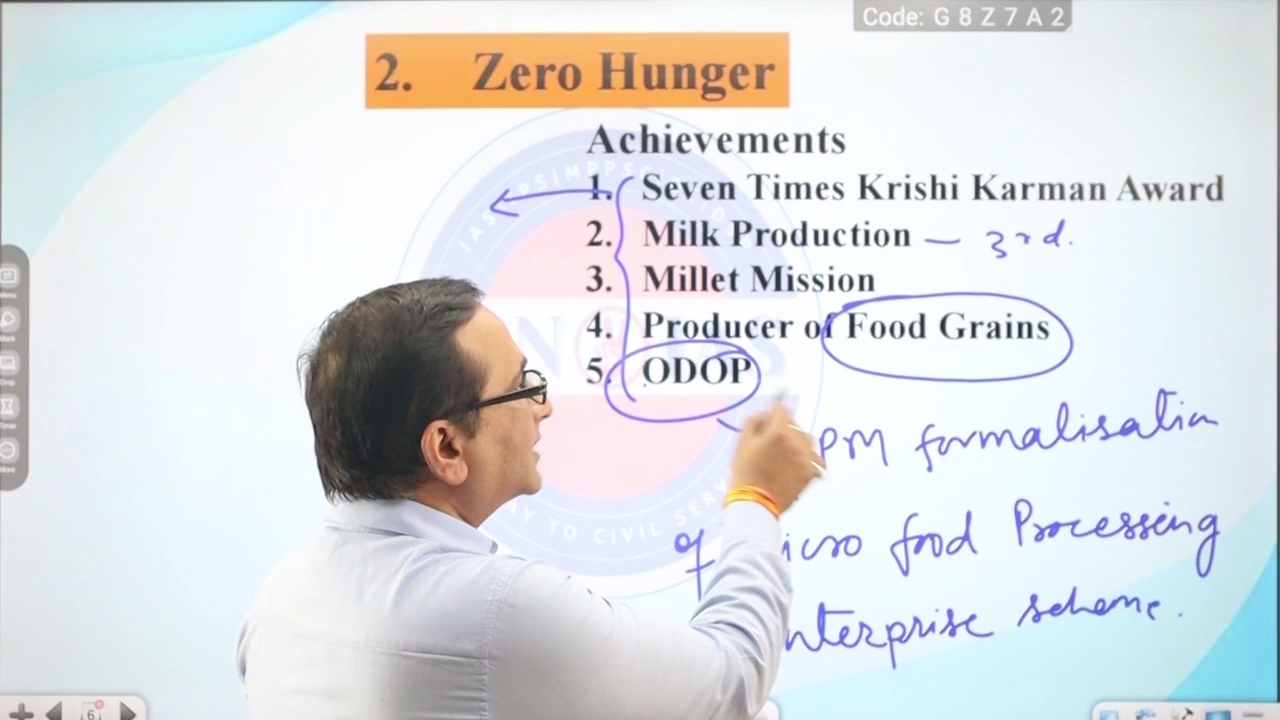 Code: G 8 Z 7 A 2
2. Zero Hunger
Achievements
1. Seven Times Krishi Karman Award
2. Milk Production — 3rd.
3. Millet Mission
4. Producer of Food Grains
5. ODOP
PM formalisation
of food Processing
scheme.